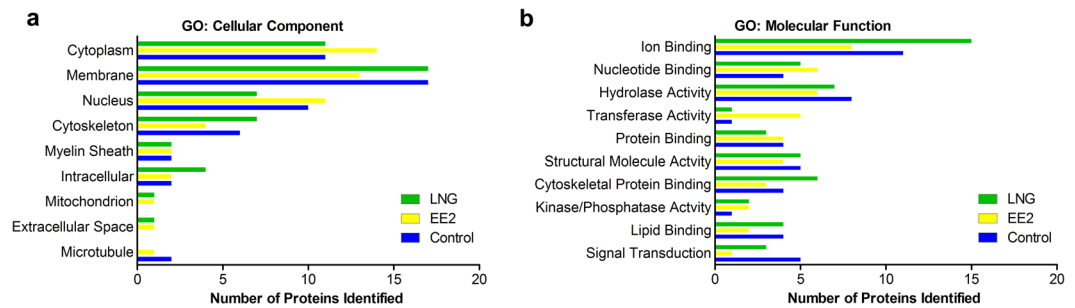 a
GO: Cellular Component
Cytoplasm
Membrane
Nucleus
Cytoskeleton
Myelin Sheath
Intracellular
Mitochondrion
Extracellular Space
Microtubule
LNG
EE2
Control
0 5 10 15 20
Number of Proteins Identified
b
GO: Molecular Function
Ion Binding
Nucleotide Binding
Hydrolase Activity
Transferase Activity
Protein Binding
Structural Molecule Activity
Cytoskeletal Protein Binding
Kinase/Phosphatase Activity
Lipid Binding
Signal Transduction
LNG
EE2
Control
0 5 10 15 20
Number of Proteins Identified